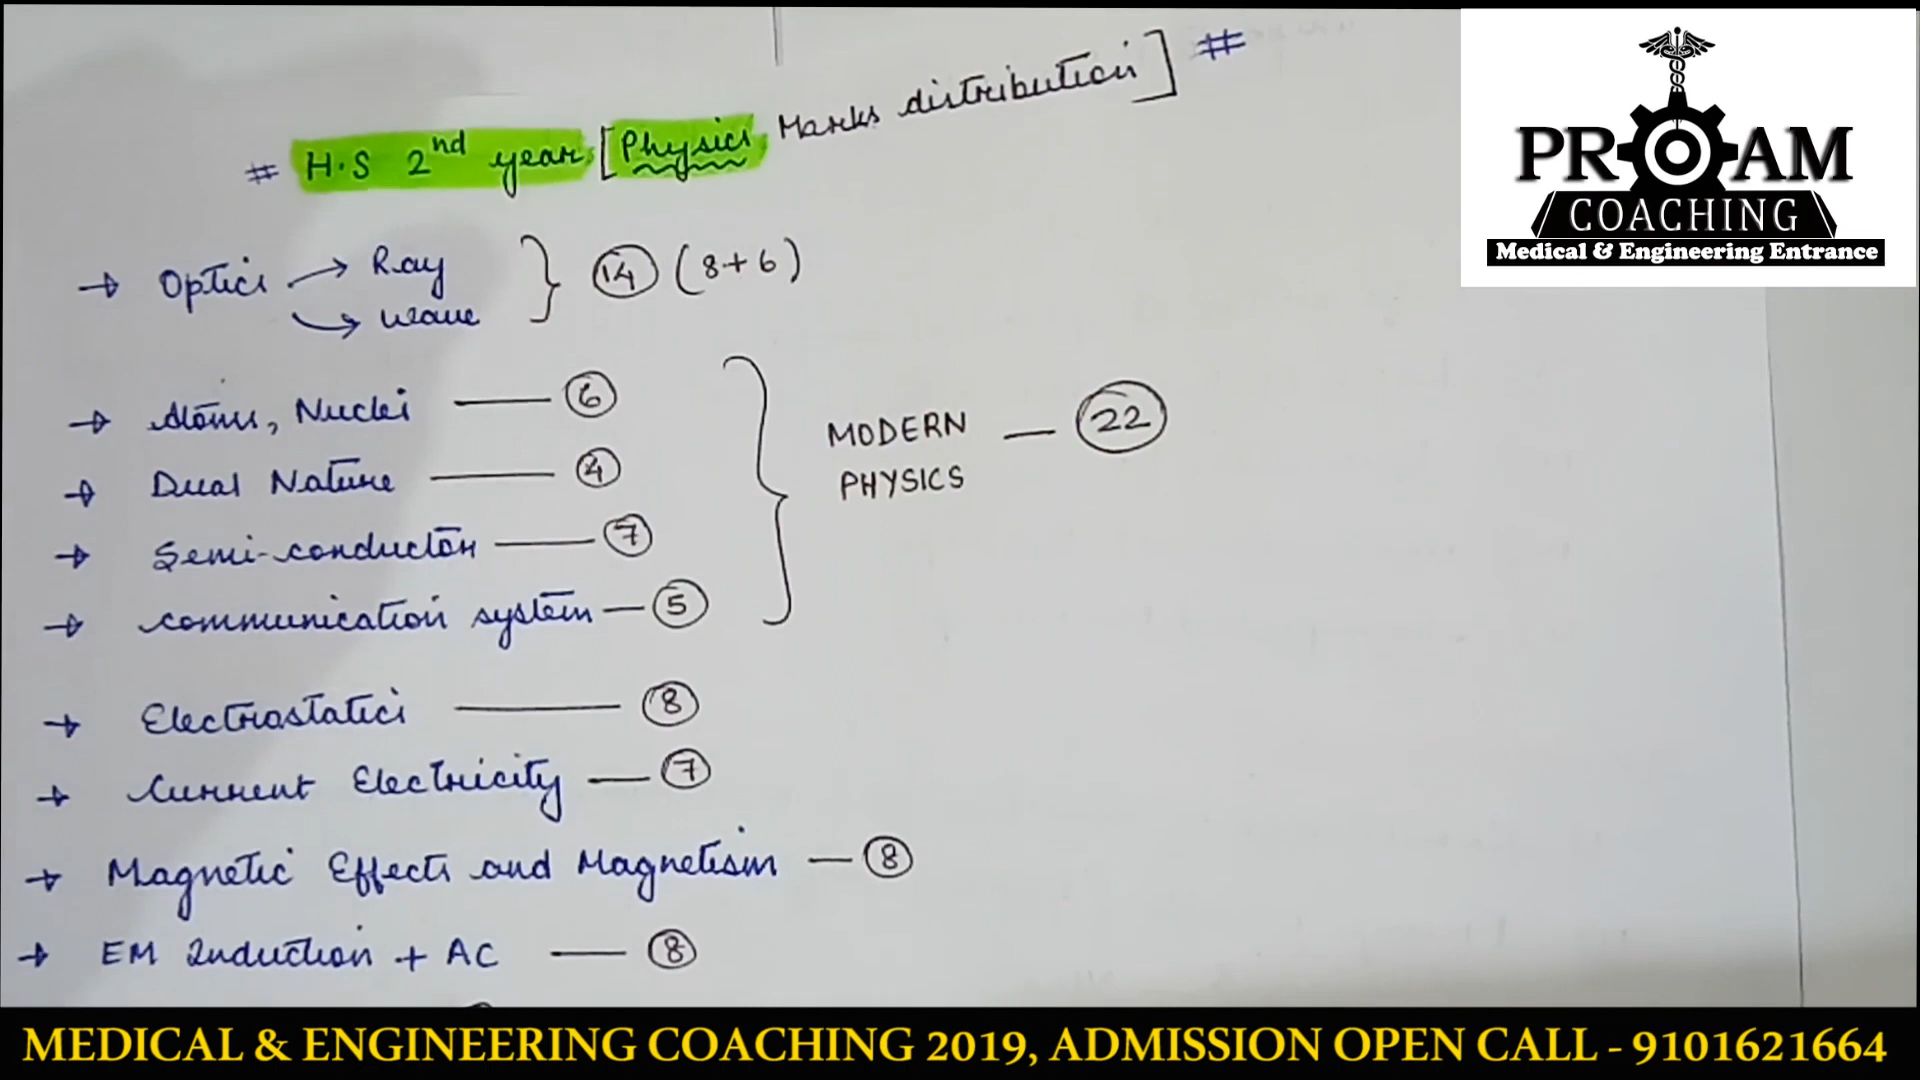 # H.S 2nd year [Physics Marks distribution] #
→ Optics → Ray } 14 (8+6)
→ wave
→ Atoms, Nuclei — 6
→ Dual Nature — 4
→ Semi-conductor — 7
→ communication system — 5
} MODERN PHYSICS — 22
→ Electrostatics — 8
→ Current Electricity — 7
→ Magnetic Effects and Magnetism — 8
→ EM Induction + AC — 8
PROAM
COACHING
Medical & Engineering Entrance
MEDICAL & ENGINEERING COACHING 2019, ADMISSION OPEN CALL - 9101621664